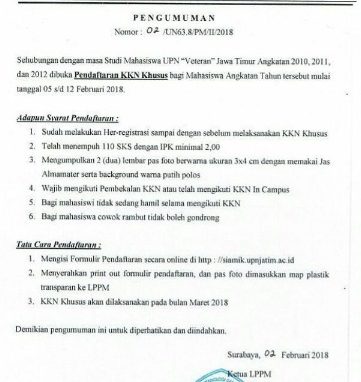 PENGUMUMAN
Nomor : 02 /UN63.8/PM/II/2018
Sehubungan dengan masa Studi Mahasiswa UPN "Veteran" Jawa Timur Angkatan 2010, 2011,
dan 2012 dibuka Pendaftaran KKN Khusus bagi Mahasiswa Angkatan Tahun tersebut mulai
tanggal 05 s/d 12 Februari 2018.
Adapun Syarat Pendaftaran :
1. Sudah melakukan Her-registrasi sampai dengan sebelum melaksanakan KKN Khusus
2. Telah menempuh 110 SKS dengan IPK minimal 2,00
3. Mengumpulkan 2 (dua) lembar pas foto berwarna ukuran 3x4 cm dengan memakai Jas
Almamater serta background warna putih polos
4. Wajib mengikuti Pembekalan KKN atau telah mengikuti KKN In Campus
5. Bagi mahasiswi tidak sedang hamil selama mengikuti KKN
6. Bagi mahasiswa cowok rambut tidak boleh gondrong
Tata Cara Pendaftaran :
1. Mengisi Formulir Pendaftaran secara online di http : //siamik.upnjatim.ac.id
2. Menyerahkan print out formulir pendaftaran, dan pas foto dimasukkan map plastik
transparan ke LPPM
3. KKN Khusus akan dilaksanakan pada bulan Maret 2018
Demikian pengumuman ini untuk diperhatikan dan diindahkan.
Surabaya, 02 Februari 2018
Ketua LPPM